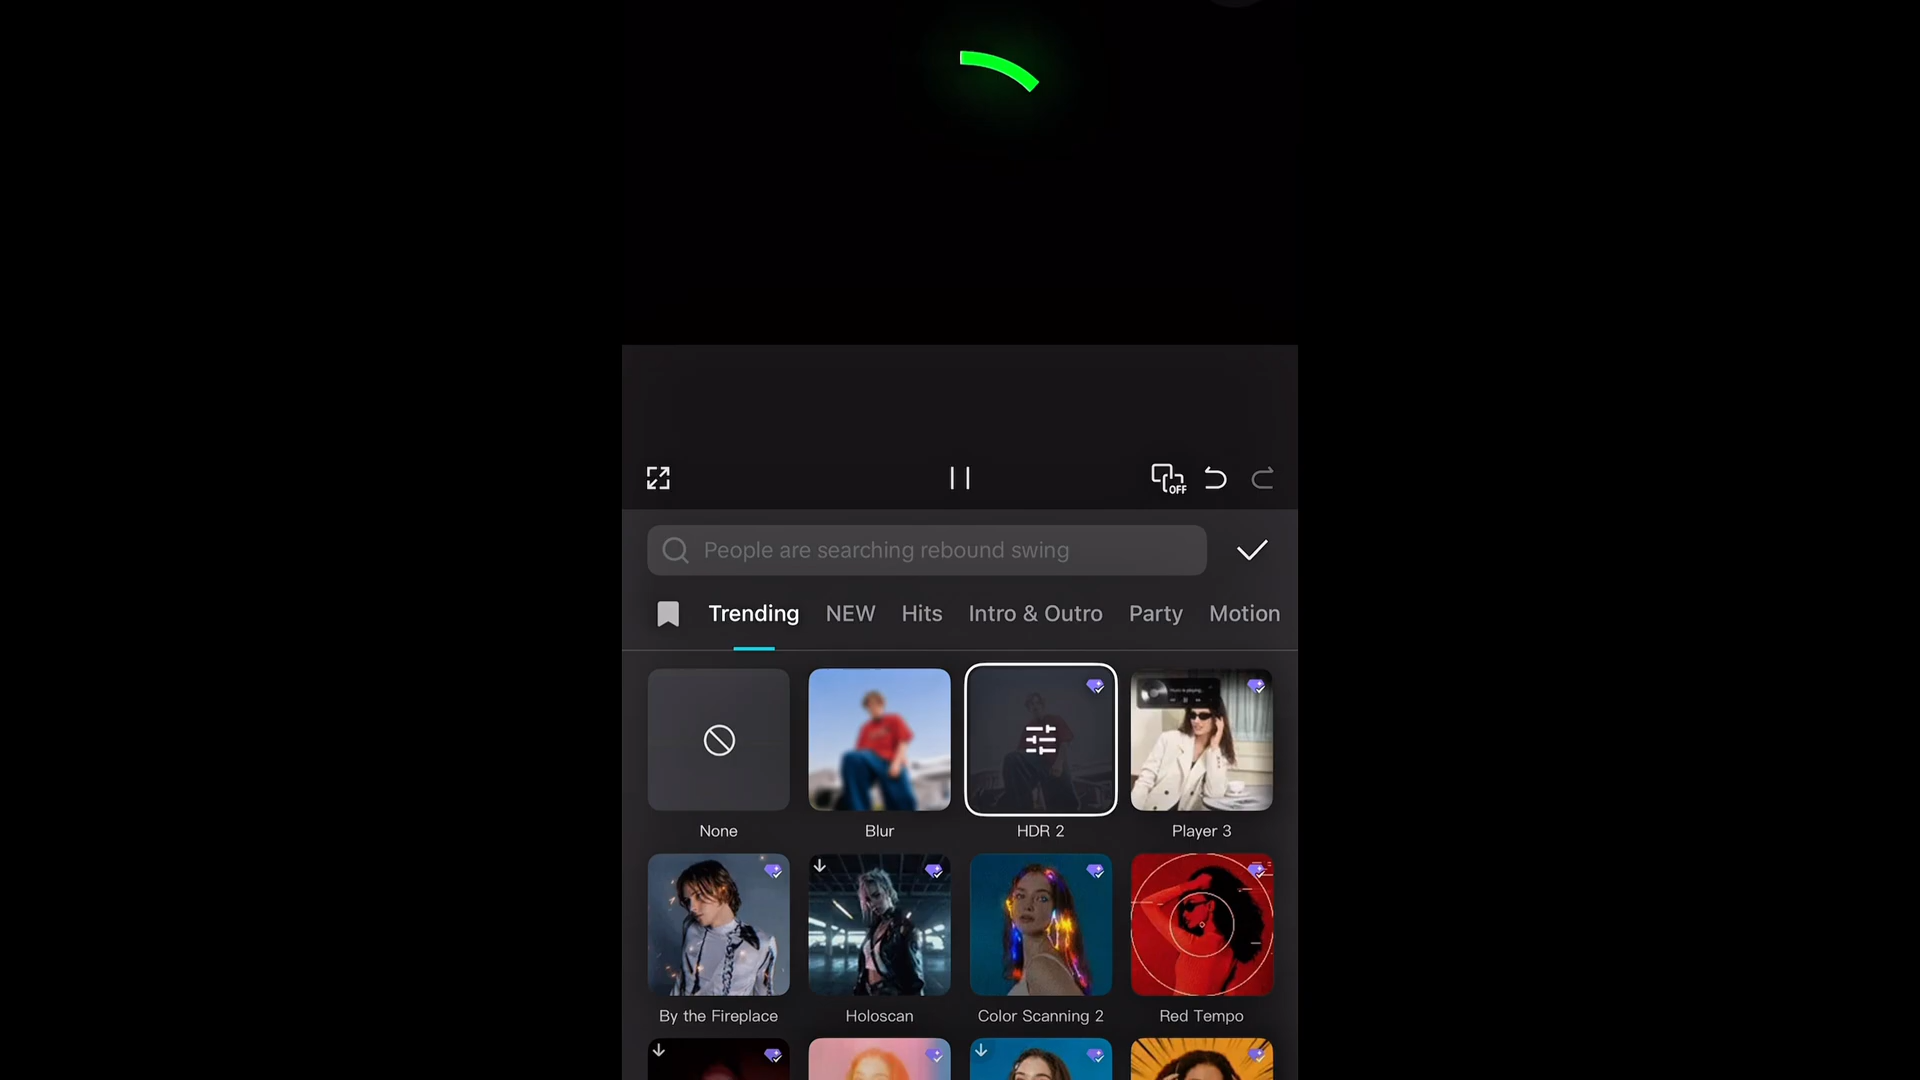 OFF
People are searching rebound swing
Trending NEW Hits Intro & Outro Party Motion
None Blur HDR 2 Player 3
By the Fireplace Holoscan Color Scanning 2 Red Tempo